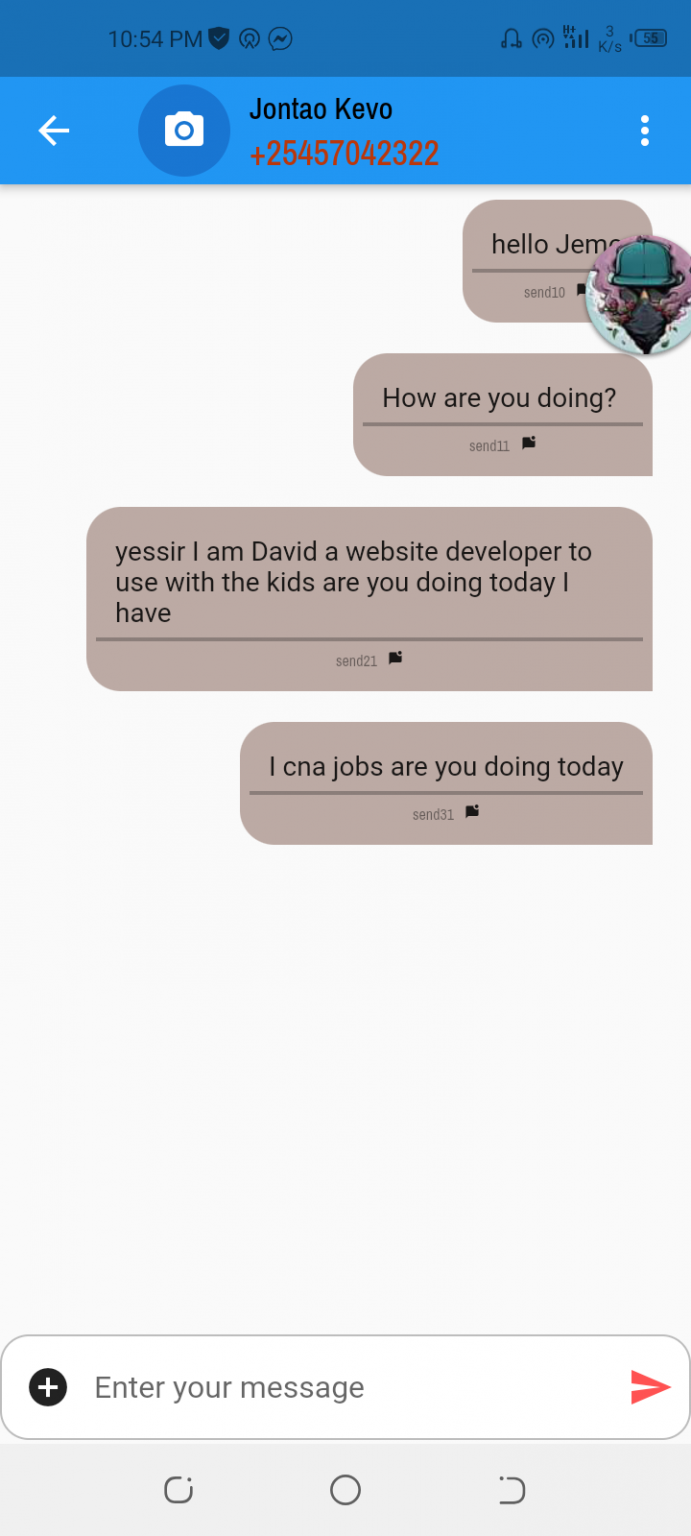 10:54 PM
3
K/s
55
Jontao Kevo
+25457042322
hello
send10
How are you doing?
send11
yessir I am David a website developer to
use with the kids are you doing today I
have
send21
I cna jobs are you doing today
send31
Enter your message